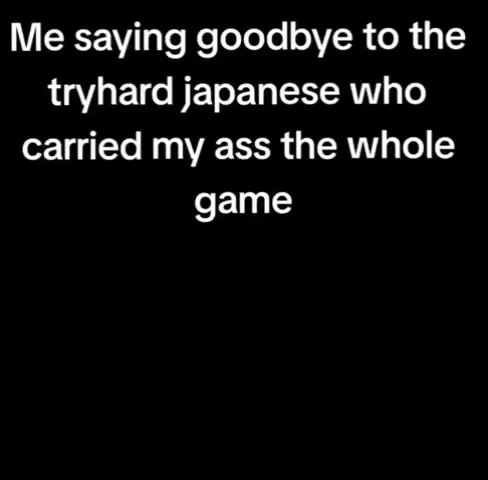 Me saying goodbye to the
tryhard japanese who
carried my ass the whole
game